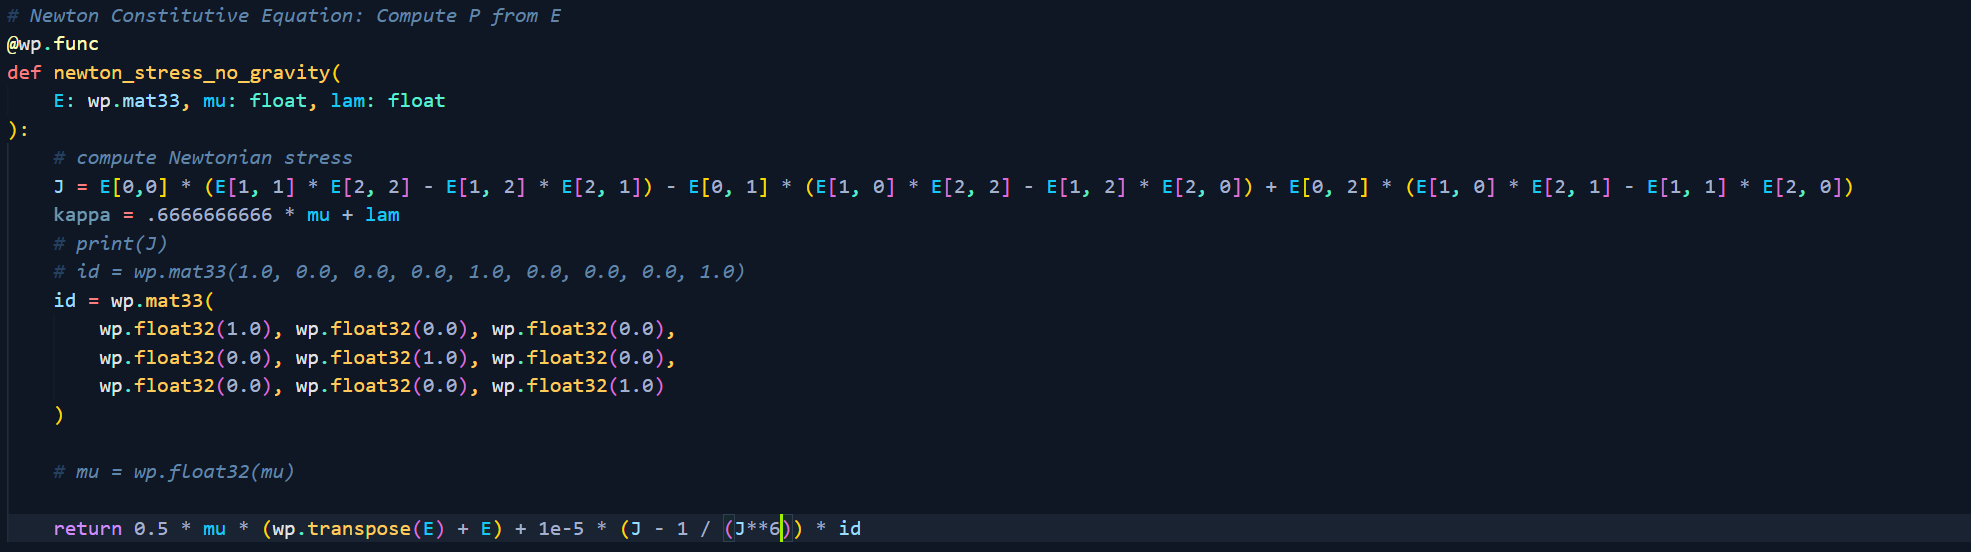 # Newton Constitutive Equation: Compute P from E
@wp.func
def newton_stress_no_gravity(
    E: wp.mat33, mu: float, lam: float
):
    # compute Newtonian stress
    J = E[0,0] * (E[1, 1] * E[2, 2] - E[1, 2] * E[2, 1]) - E[0, 1] * (E[1, 0] * E[2, 2] - E[1, 2] * E[2, 0]) + E[0, 2] * (E[1, 0] * E[2, 1] - E[1, 1] * E[2, 0])
    kappa = .6666666666 * mu + lam
    # print(J)
    # id = wp.mat33(1.0, 0.0, 0.0, 0.0, 1.0, 0.0, 0.0, 0.0, 1.0)
    id = wp.mat33(
        wp.float32(1.0), wp.float32(0.0), wp.float32(0.0),
        wp.float32(0.0), wp.float32(1.0), wp.float32(0.0),
        wp.float32(0.0), wp.float32(0.0), wp.float32(1.0)
    )
    # mu = wp.float32(mu)
    return 0.5 * mu * (wp.transpose(E) + E) + 1e-5 * (J - 1 / (J**6)) * id